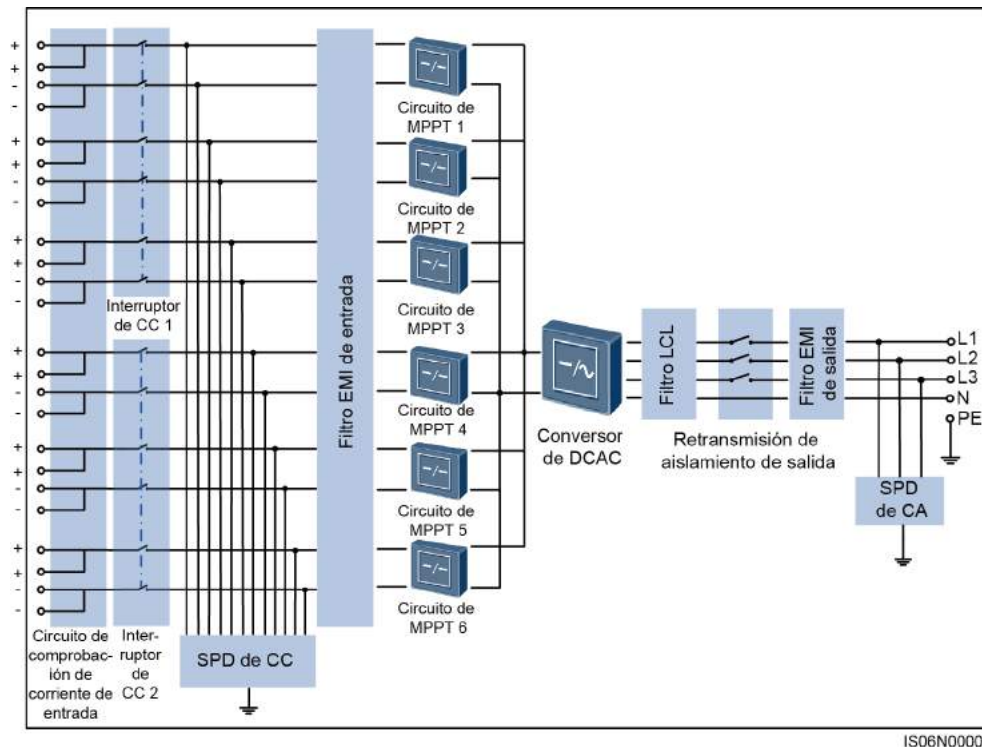 +
+
-
-
+
+
-
-
+
+
-
-
+
+
-
-
+
+
-
-
+
+
-
-
Circuito de
comproba-
ción de
corriente de
entrada
Interruptor
de CC 1
Inter-
ruptor
de
CC 2
SPD de CC
Filtro EMI de entrada
Circuito de
MPPT 1
Circuito de
MPPT 2
Circuito de
MPPT 3
Circuito de
MPPT 4
Circuito de
MPPT 5
Circuito de
MPPT 6
Conversor
de DCAC
Filtro LCL
Retransmisión de
aislamiento de salida
Filtro EMI
de salida
L1
L2
L3
N
PE
SPD
de CA
IS06N0000